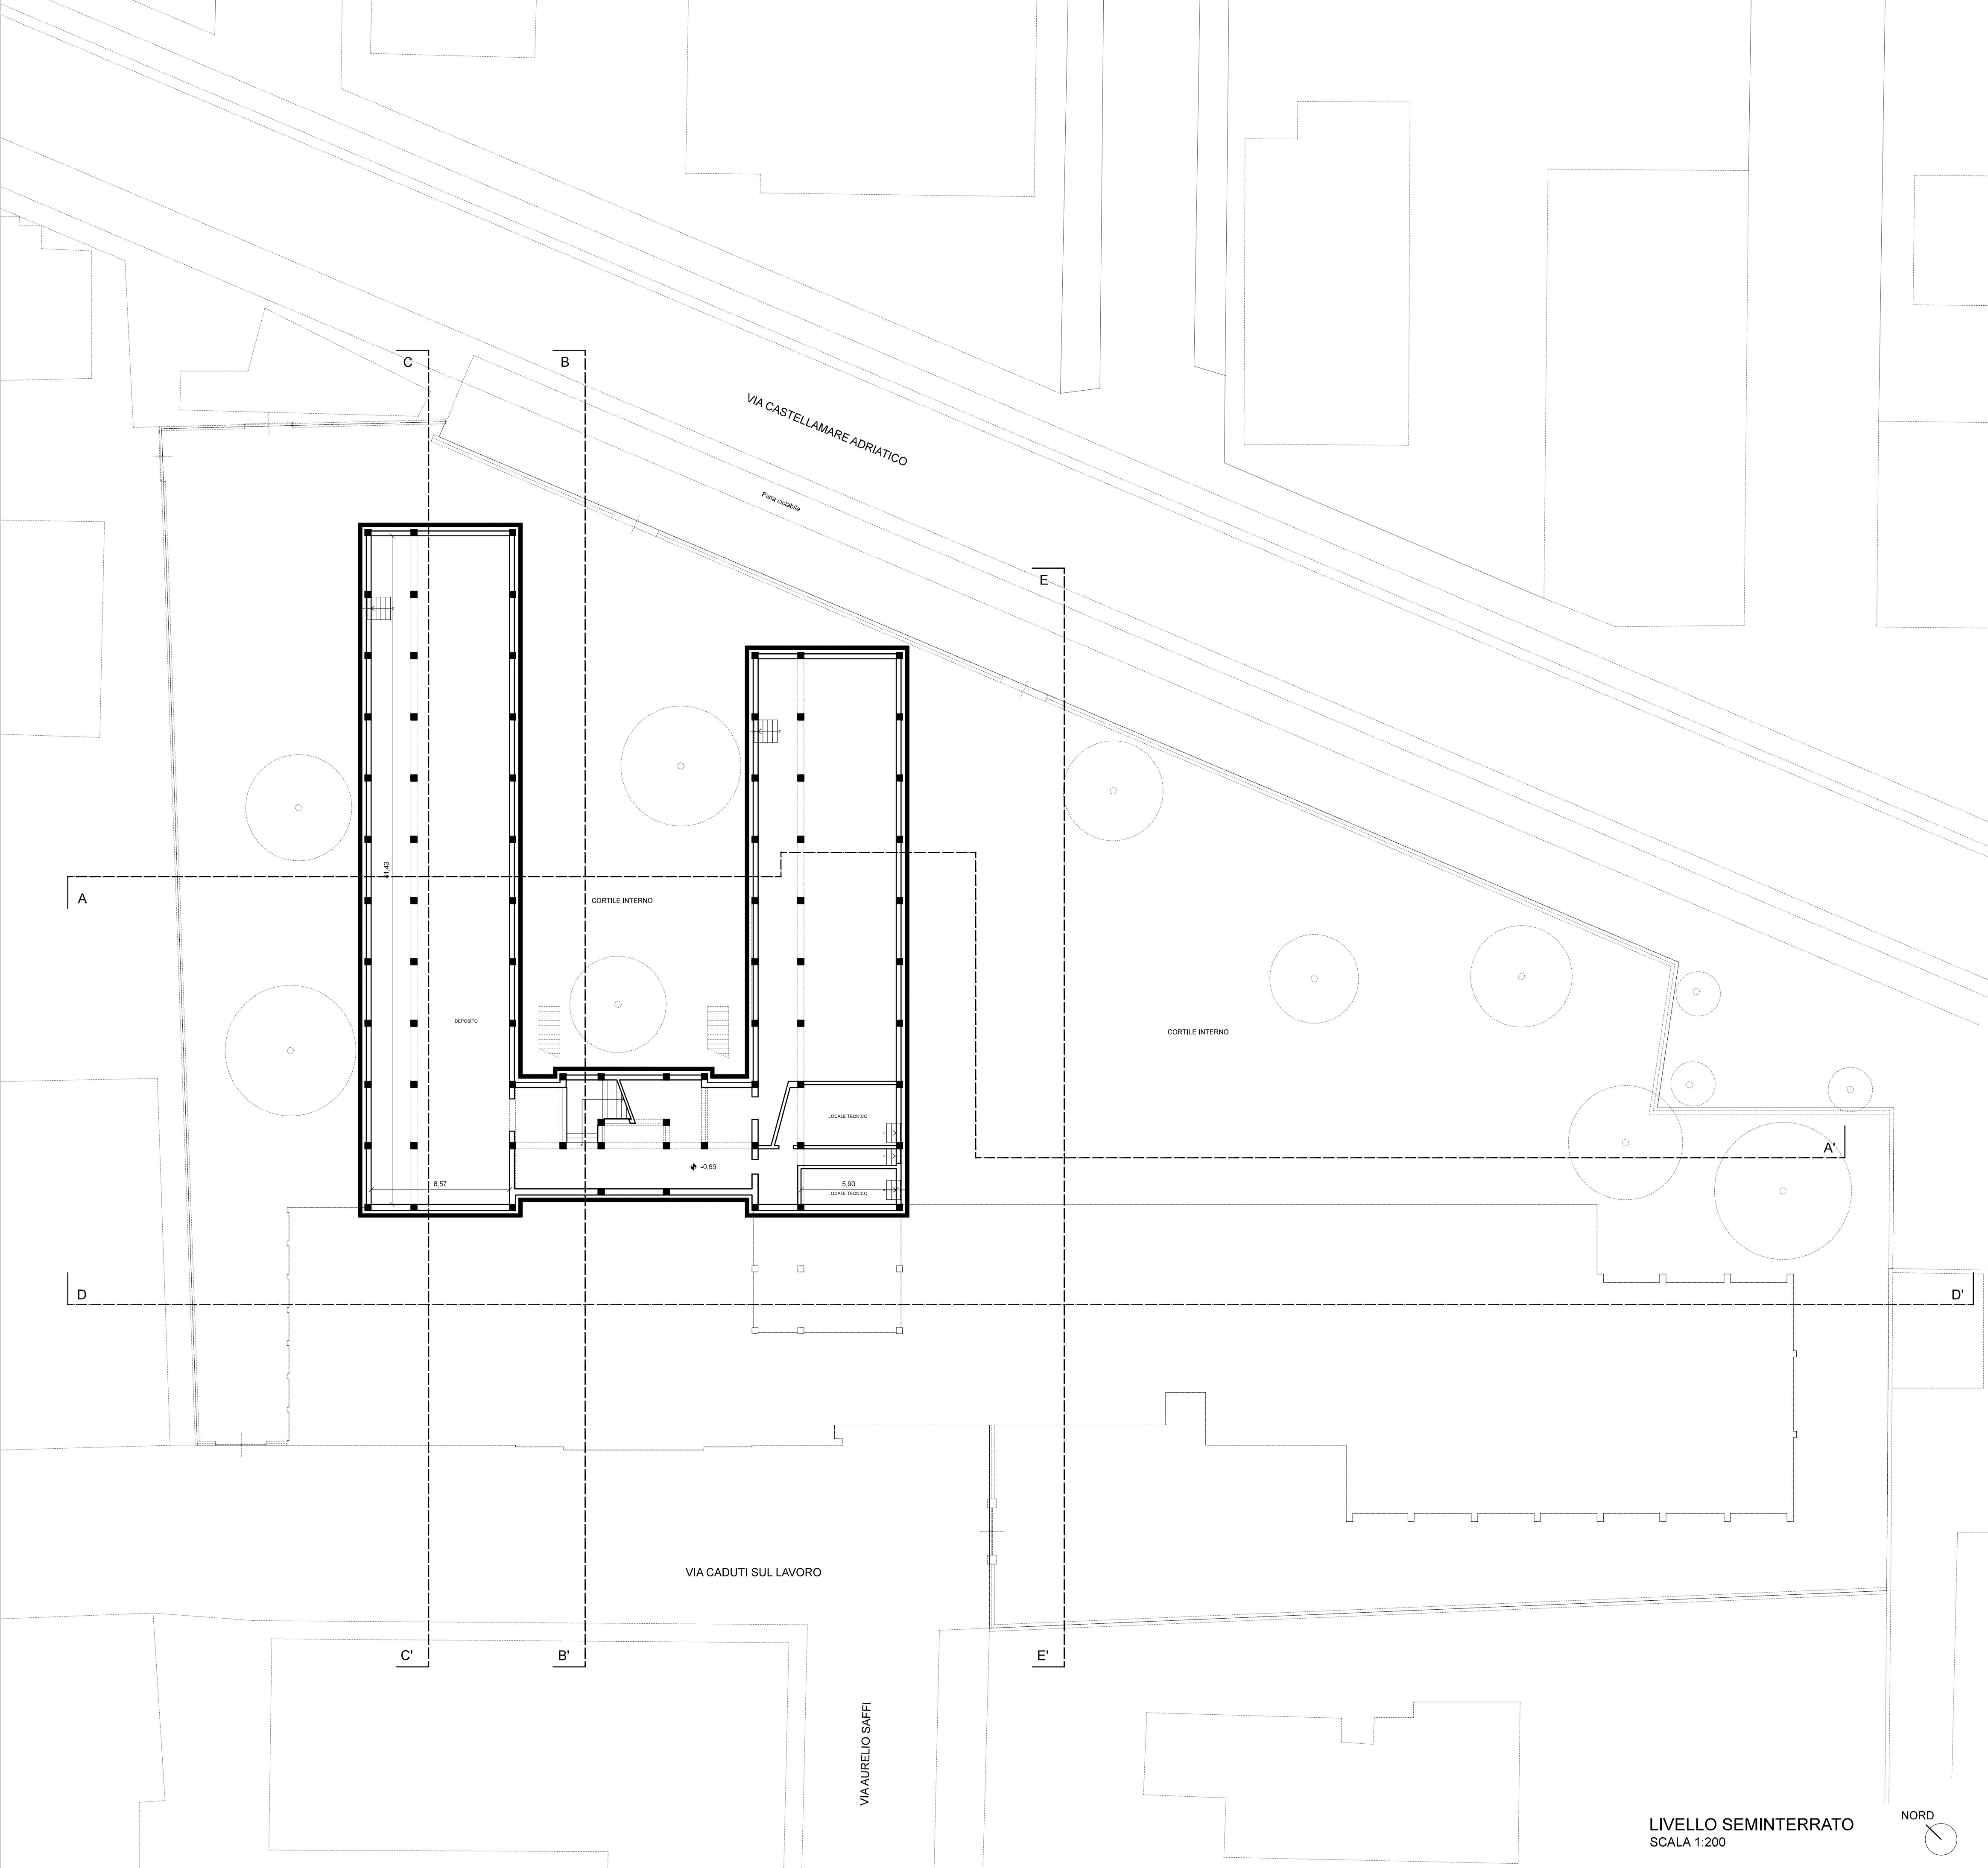 C
B
VIA CASTELLAMARE ADRIATICO
Pista ciclabile
E
41,43
A
CORTILE INTERNO
DEPOSITO
CORTILE INTERNO
LOCALE TECNICO
A'
-0,69
8,57
5,90
LOCALE TECNICO
D
D'
VIA CADUTI SUL LAVORO
C'
B'
E'
VIA AURELIO SAFFI
NORD
LIVELLO SEMINTERRATO
SCALA 1:200